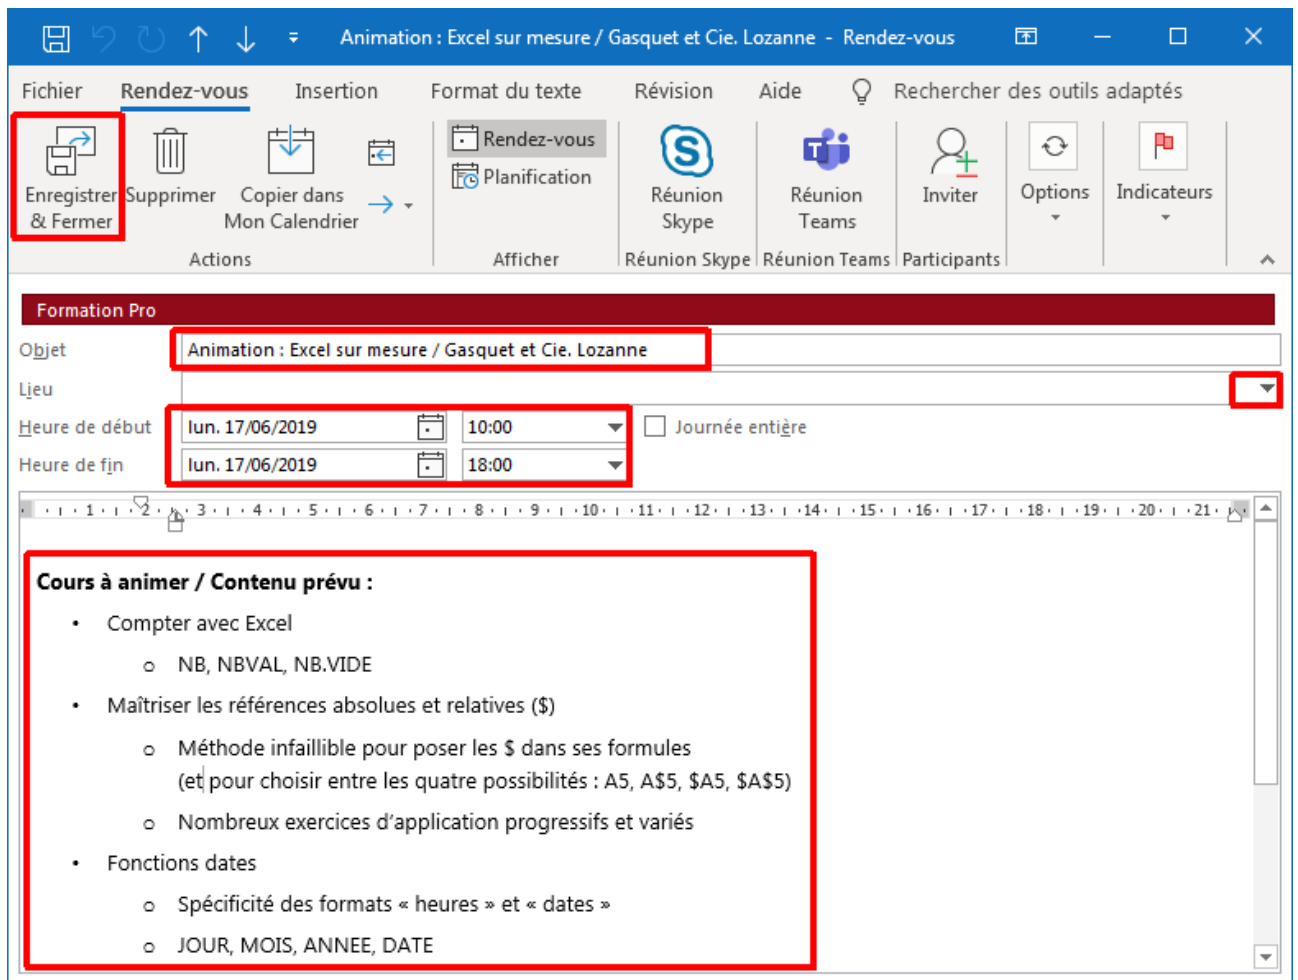 Animation : Excel sur mesure / Gasquet et Cie. Lozanne - Rendez-vous
Fichier Rendez-vous Insertion Format du texte Révision Aide Rechercher des outils adaptés
Enregistrer & Fermer
Supprimer
Copier dans Mon Calendrier
Rendez-vous
Planification
Réunion Skype
Réunion Teams
Inviter
Options
Indicateurs
Actions Afficher Réunion Skype Réunion Teams Participants
Formation Pro
Objet Animation : Excel sur mesure / Gasquet et Cie. Lozanne
Lieu
Heure de début lun. 17/06/2019 10:00 Journée entière
Heure de fin lun. 17/06/2019 18:00
1 2 3 4 5 6 7 8 9 10 11 12 13 14 15 16 17 18 19 20 21
Cours à animer / Contenu prévu :
• Compter avec Excel
o NB, NBVAL, NB.VIDE
• Maîtriser les références absolues et relatives ($)
o Méthode infaillible pour poser les $ dans ses formules
(et pour choisir entre les quatre possibilités : A5, A$5, $A5, $A$5)
o Nombreux exercices d’application progressifs et variés
• Fonctions dates
o Spécificité des formats « heures » et « dates »
o JOUR, MOIS, ANNEE, DATE